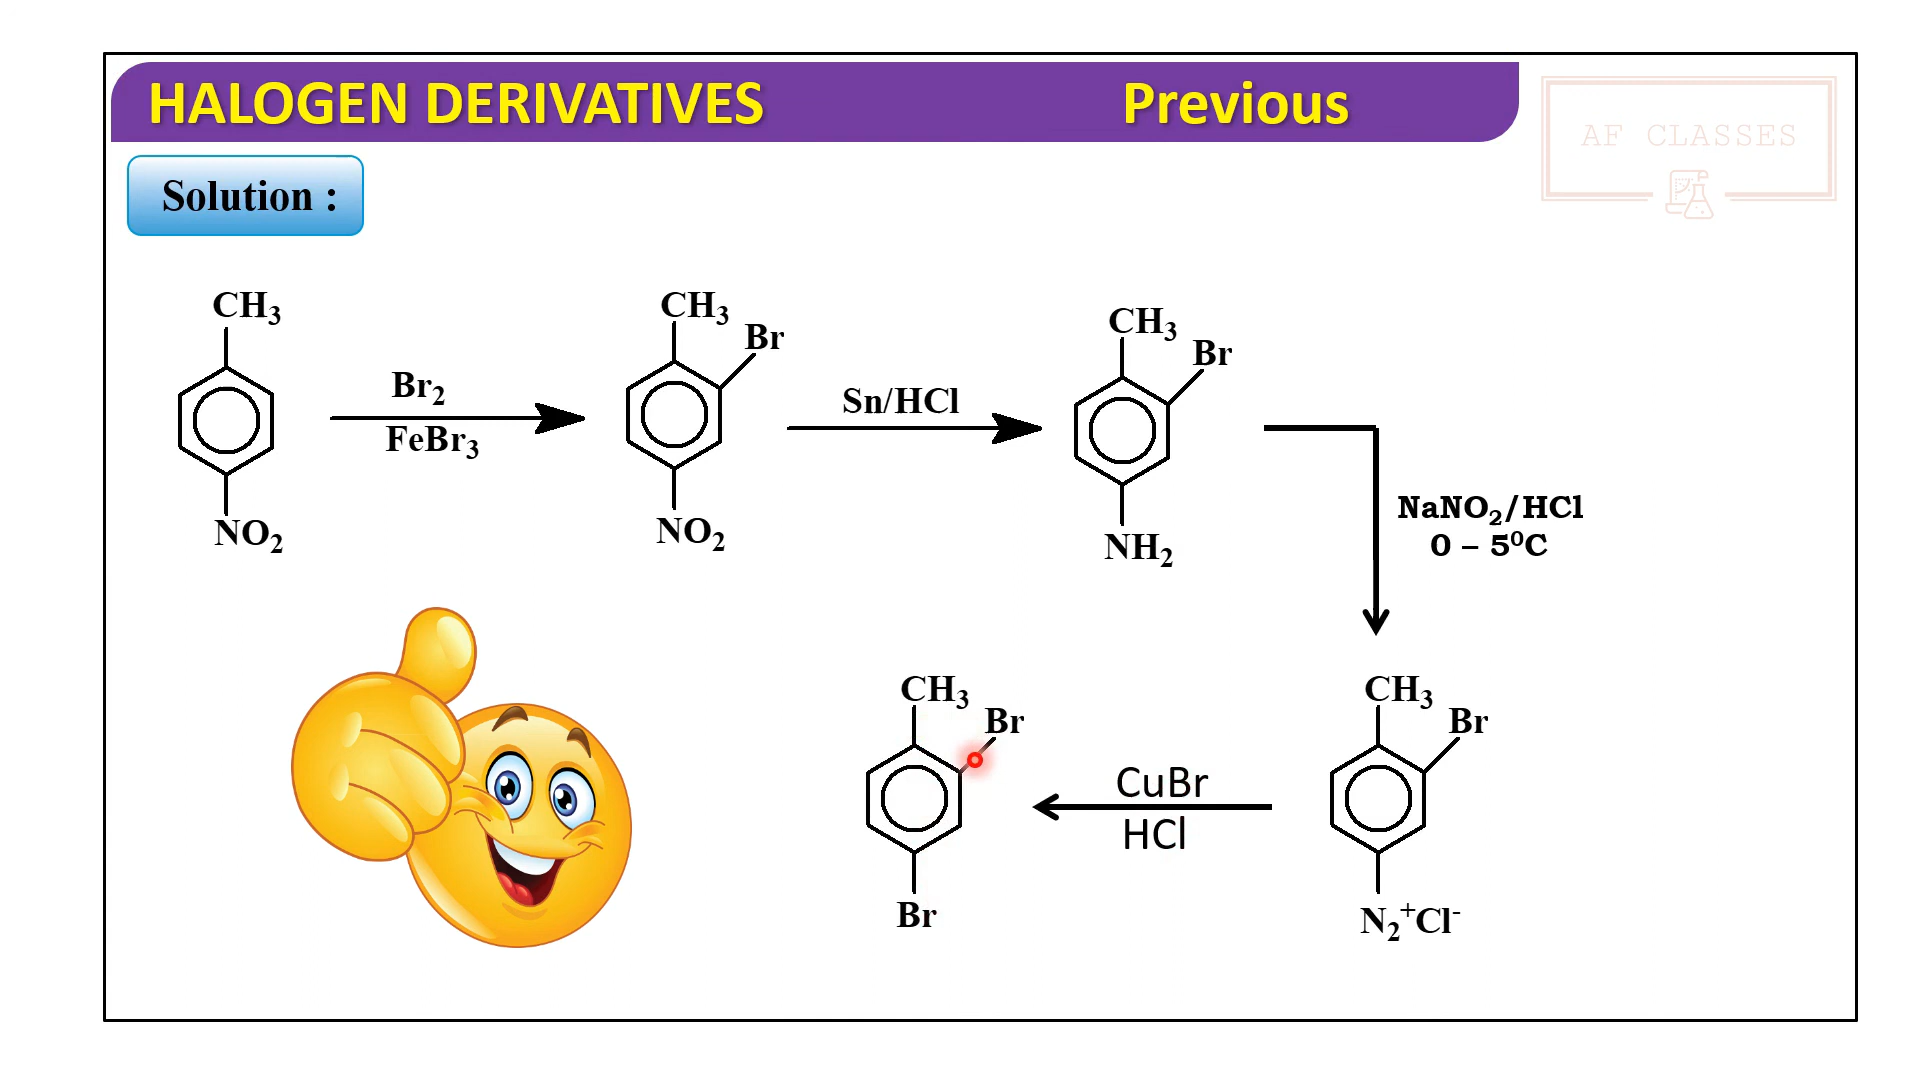 HALOGEN DERIVATIVES Previous
AF CLASSES
Solution :
CH₃
NO₂
Br₂
FeBr₃
CH₃
Br
NO₂
Sn/HCl
CH₃
Br
NH₂
NaNO₂/HCl
0 – 5⁰C
CH₃
Br
N₂⁺Cl⁻
CuBr
HCl
CH₃
Br
Br